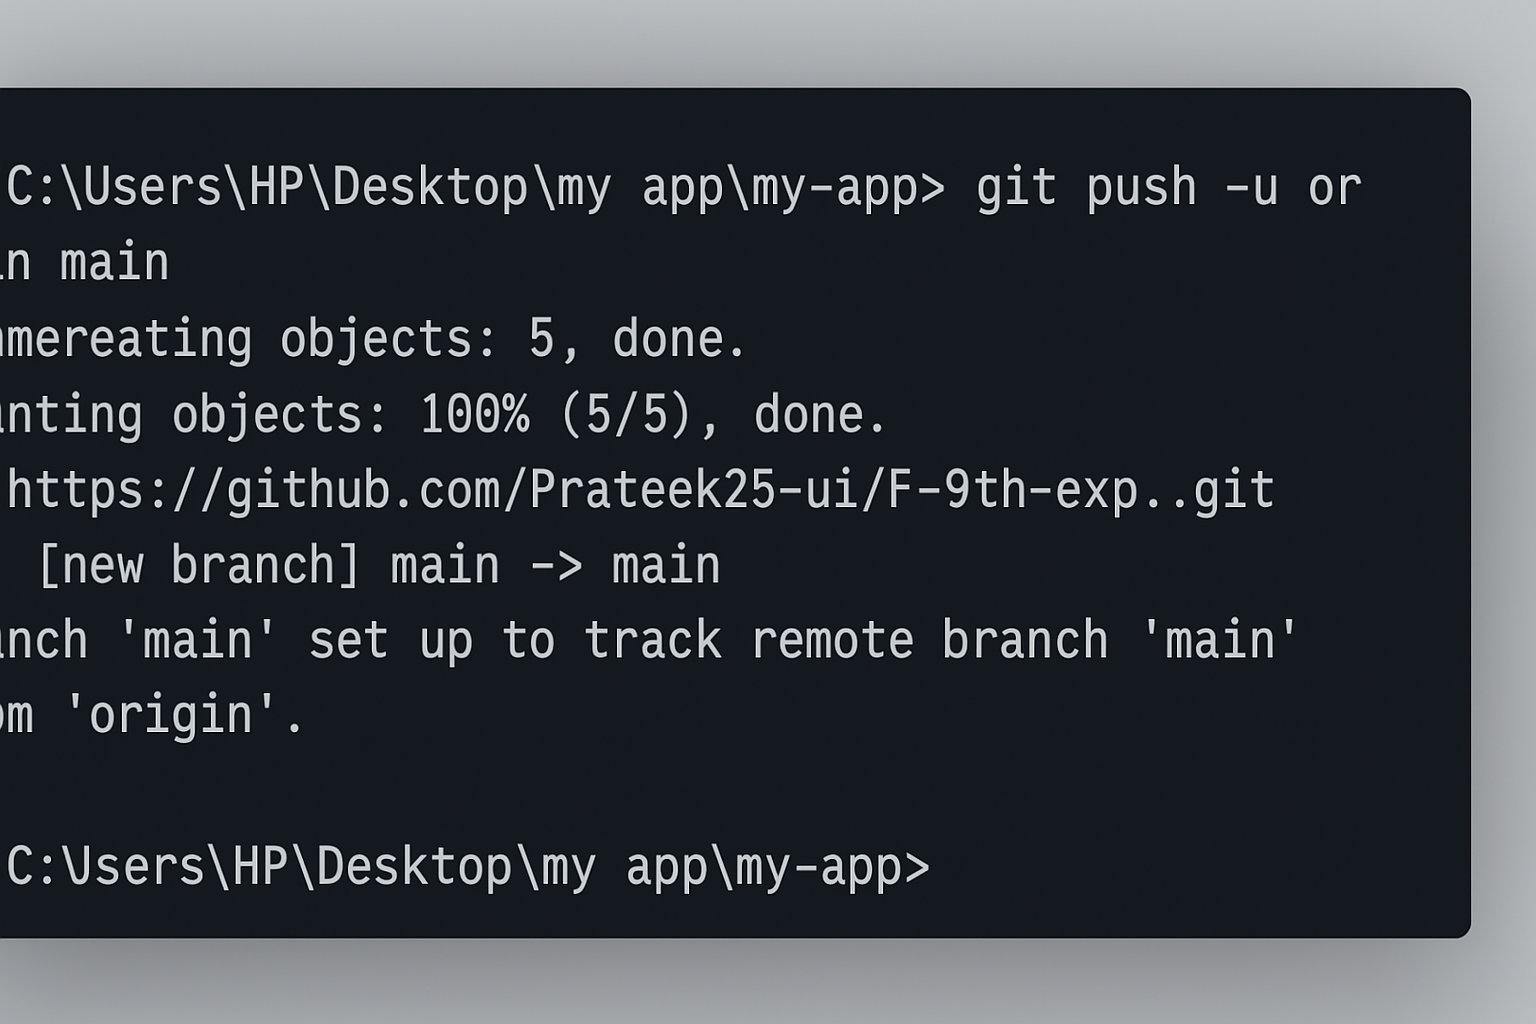 C:\Users\HP\Desktop\my app\my-app> git push -u or
in main
mmereating objects: 5, done.
unting objects: 100% (5/5), done.
https://github.com/Prateek25-ui/F-9th-exp..git
[new branch] main -> main
anch 'main' set up to track remote branch 'main'
om 'origin'.
C:\Users\HP\Desktop\my app\my-app>